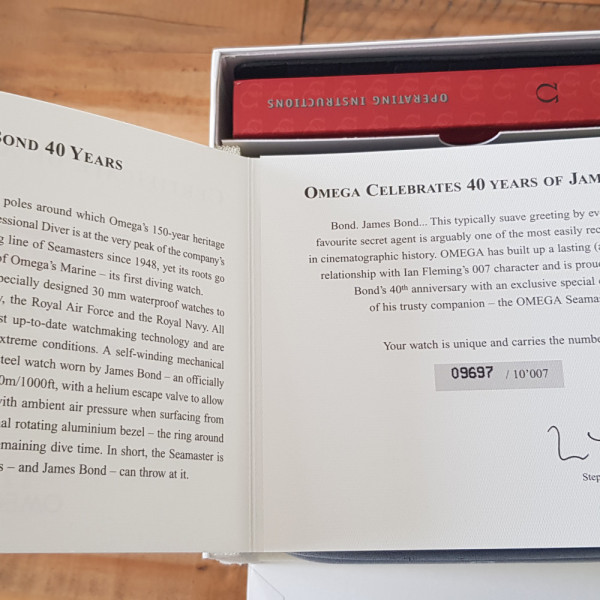 OPERATING INSTRUCTIONS
BOND 40 YEARS
poles around which Omega's 150-year heritage
Diver is at the very peak of the company's
line of Seamasters since 1948, yet its roots go
of Omega's Marine – its first diving watch.
designed 30 mm waterproof watches to
the Royal Air Force and the Royal Navy. All
up-to-date watchmaking technology and are
extreme conditions. A self-winding mechanical
steel watch worn by James Bond – an officially
0m/1000ft, with a helium escape valve to allow
with ambient air pressure when surfacing from
rotating aluminium bezel – the ring around
remaining dive time. In short, the Seamaster is
– and James Bond – can throw at it.
OMEGA CELEBRATES 40 YEARS OF JAM
Bond. James Bond... This typically suave greeting by ev
favourite secret agent is arguably one of the most easily rec
in cinematographic history. OMEGA has built up a lasting (a
relationship with Ian Fleming's 007 character and is prou
Bond's 40th anniversary with an exclusive special
of his trusty companion – the OMEGA Seama
Your watch is unique and carries the numbe
09697 / 10'007
Step